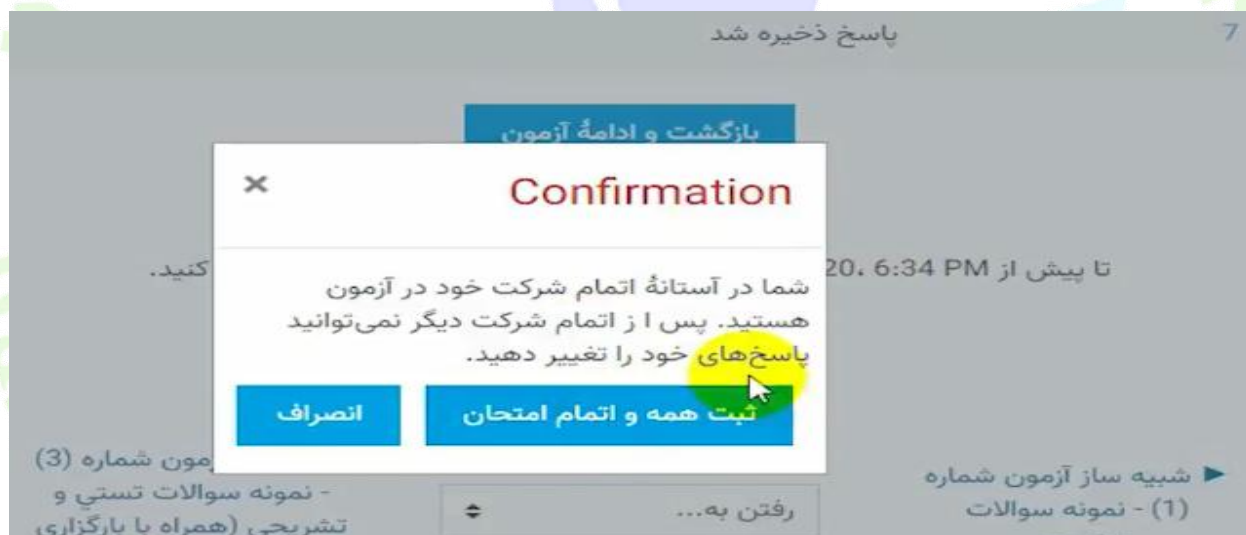 7 پاسخ ذخیره شد
بازگشت و ادامهٔ آزمون
Confirmation
×
تا پیش از 20، 6:34 PM
کنید.
شما در آستانهٔ اتمام شرکت خود در آزمون
هستید. پس ا ز اتمام شرکت دیگر نمی‌توانید
پاسخ‌های خود را تغییر دهید.
ثبت همه و اتمام امتحان
انصراف
◄ شبیه ساز آزمون شماره
(1) - نمونه سوالات
رفتن به...
مون شماره (3)
- نمونه سوالات تستي و
تشریحی (همراه با بارگزاری